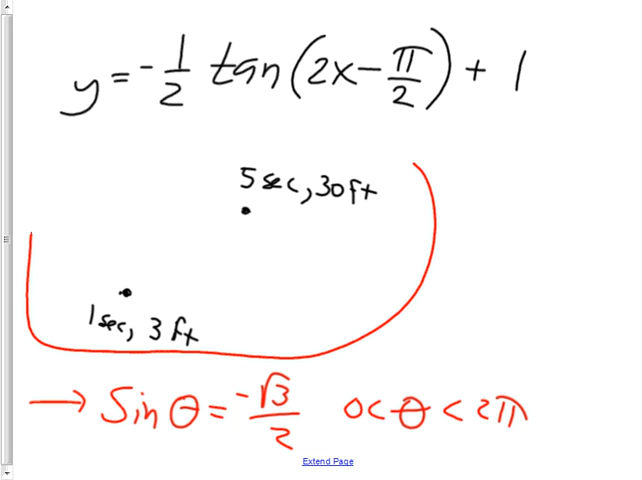 y = -1/2 tan(2x - π/2) + 1
5 sec, 30 ft
1 sec, 3 ft
→ Sin θ = -√3/2 0 < θ < 2π
Extend Page